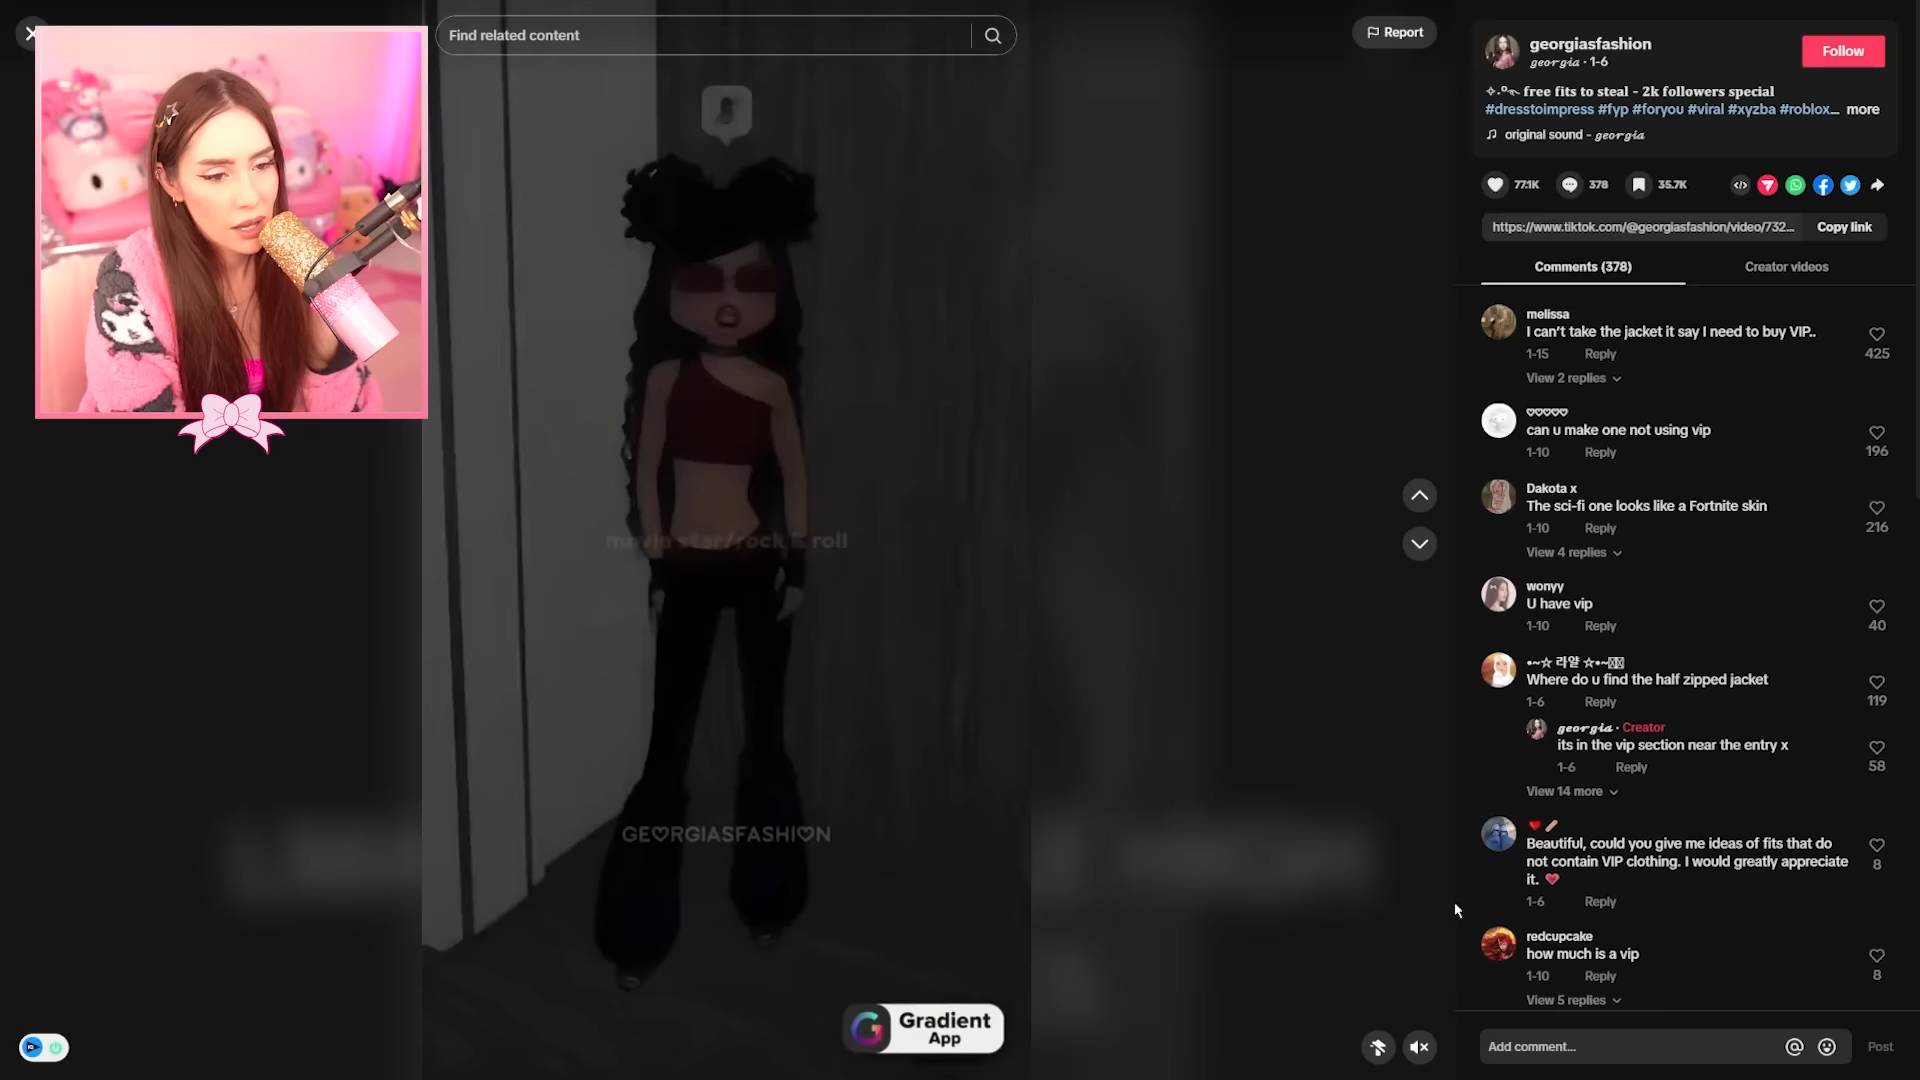 Find related content
Report
georgiasfashion
georgia · 1-6
Follow
free fits to steal - 2k followers special
#dresstoimpress #fyp #foryou #viral #xyzba #roblox... more
original sound - georgia
77.1K
378
35.7K
https://www.tiktok.com/@georgiasfashion/video/732...
Copy link
Comments (378)
Creator videos
melissa
I can't take the jacket it say I need to buy VIP..
1-15 Reply
425
View 2 replies
♡♡♡♡♡
can u make one not using vip
1-10 Reply
196
Dakota x
The sci-fi one looks like a Fortnite skin
1-10 Reply
216
View 4 replies
wonyy
U have vip
1-10 Reply
40
•~☆ 라얄 ☆•~
Where do u find the half zipped jacket
1-6 Reply
119
georgia · Creator
its in the vip section near the entry x
1-6 Reply
58
View 14 more
Beautiful, could you give me ideas of fits that do
not contain VIP clothing. I would greatly appreciate
it. ❤
1-6 Reply
8
redcupcake
how much is a vip
1-10 Reply
8
View 5 replies
Add comment...
Post
movie star/rock n roll
GE♡RGIASFASHI♡N
Gradient
App